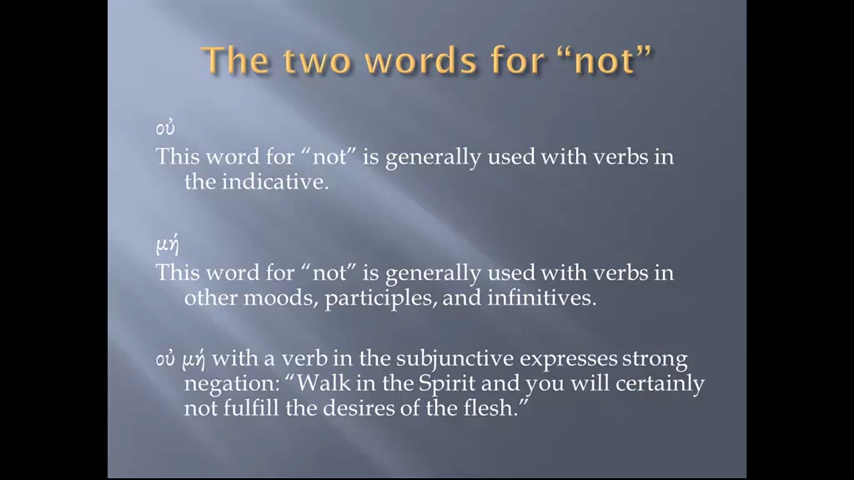 The two words for “not”
οὐ
This word for “not” is generally used with verbs in
the indicative.
μή
This word for “not” is generally used with verbs in
other moods, participles, and infinitives.
οὐ μή with a verb in the subjunctive expresses strong
negation: “Walk in the Spirit and you will certainly
not fulfill the desires of the flesh.”